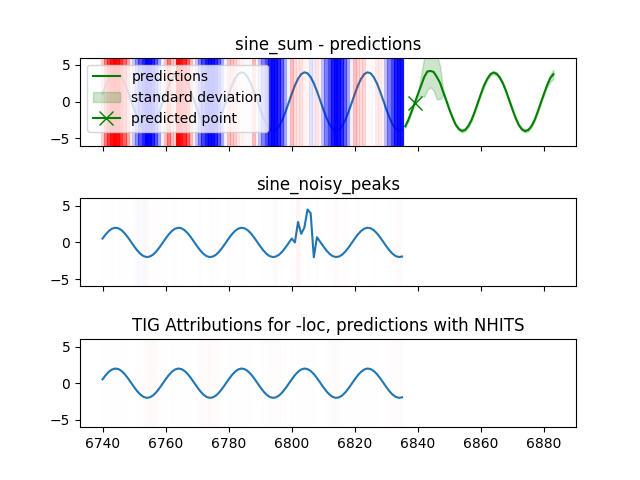 sine_sum - predictions
5
0
−5
predictions
standard deviation
predicted point
sine_noisy_peaks
5
0
−5
TIG Attributions for -loc, predictions with NHITS
5
0
−5
6740 6760 6780 6800 6820 6840 6860 6880